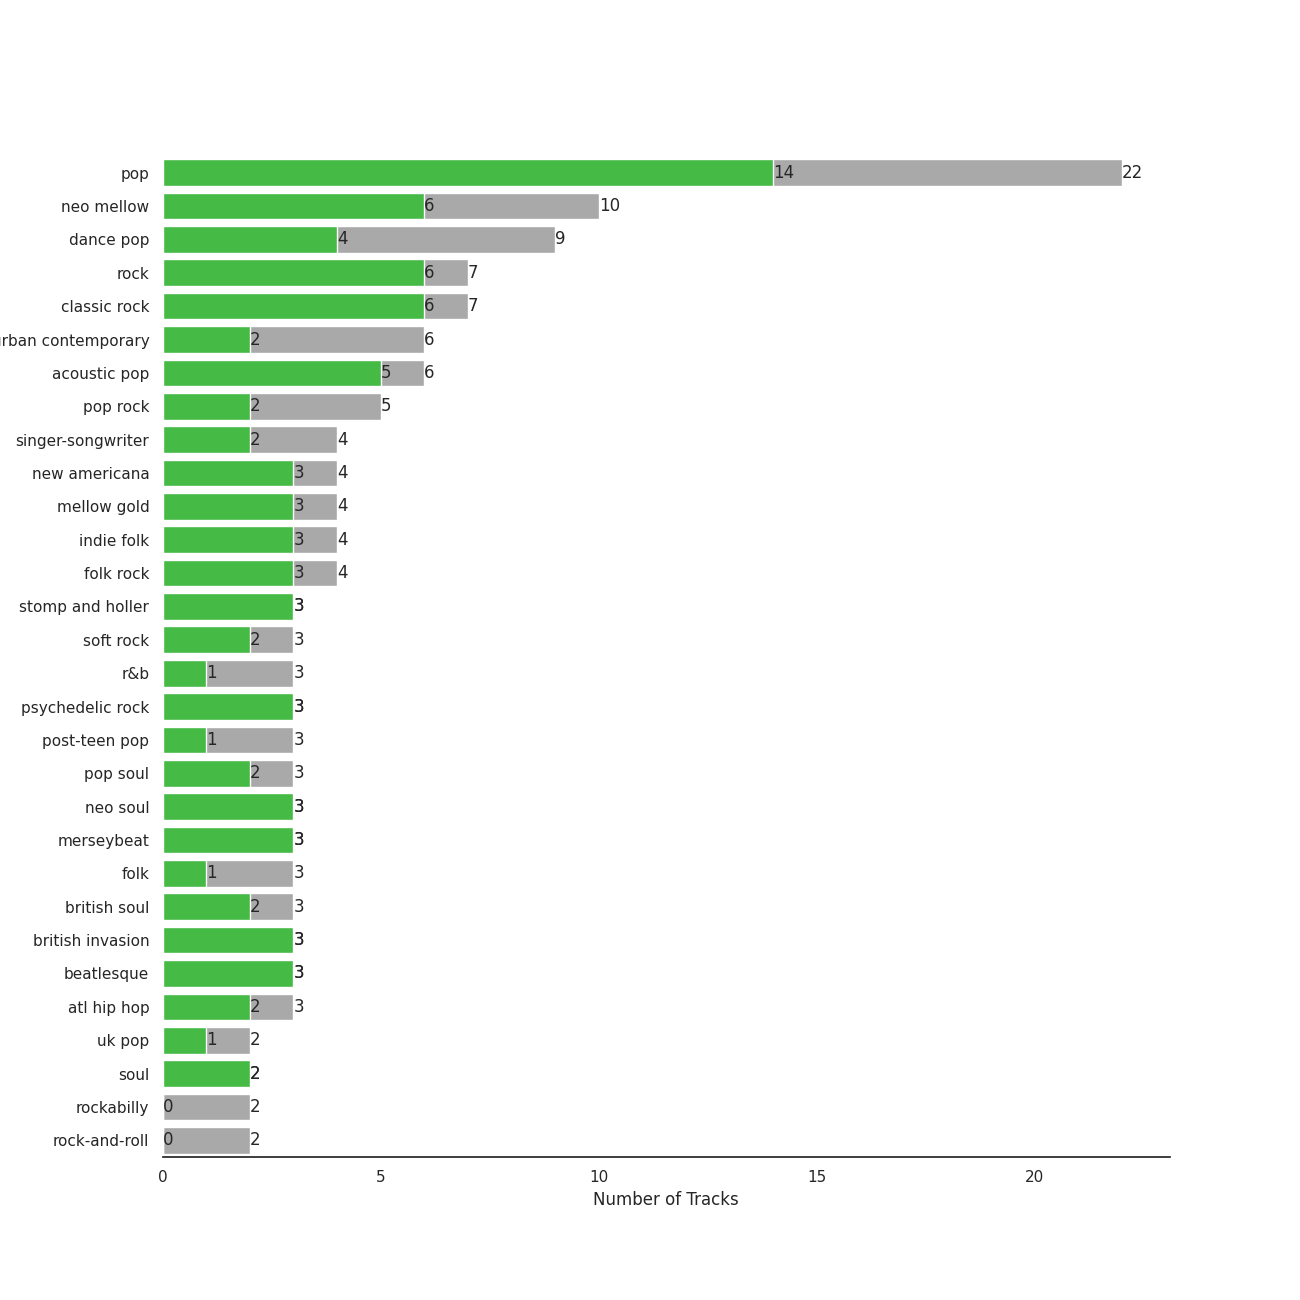 pop 14 22
neo mellow 6 10
dance pop 4 9
rock 6 7
classic rock 6 7
rban contemporary 2 6
acoustic pop 5 6
pop rock 2 5
singer-songwriter 2 4
new americana 3 4
mellow gold 3 4
indie folk 3 4
folk rock 3 4
stomp and holler 3
soft rock 2 3
r&b 1 3
psychedelic rock 3
post-teen pop 1 3
pop soul 2 3
neo soul 3
merseybeat 3
folk 1 3
british soul 2 3
british invasion 3
beatlesque 3
atl hip hop 2 3
uk pop 1 2
soul 2
rockabilly 0 2
rock-and-roll 0 2
0 5 10 15 20
Number of Tracks